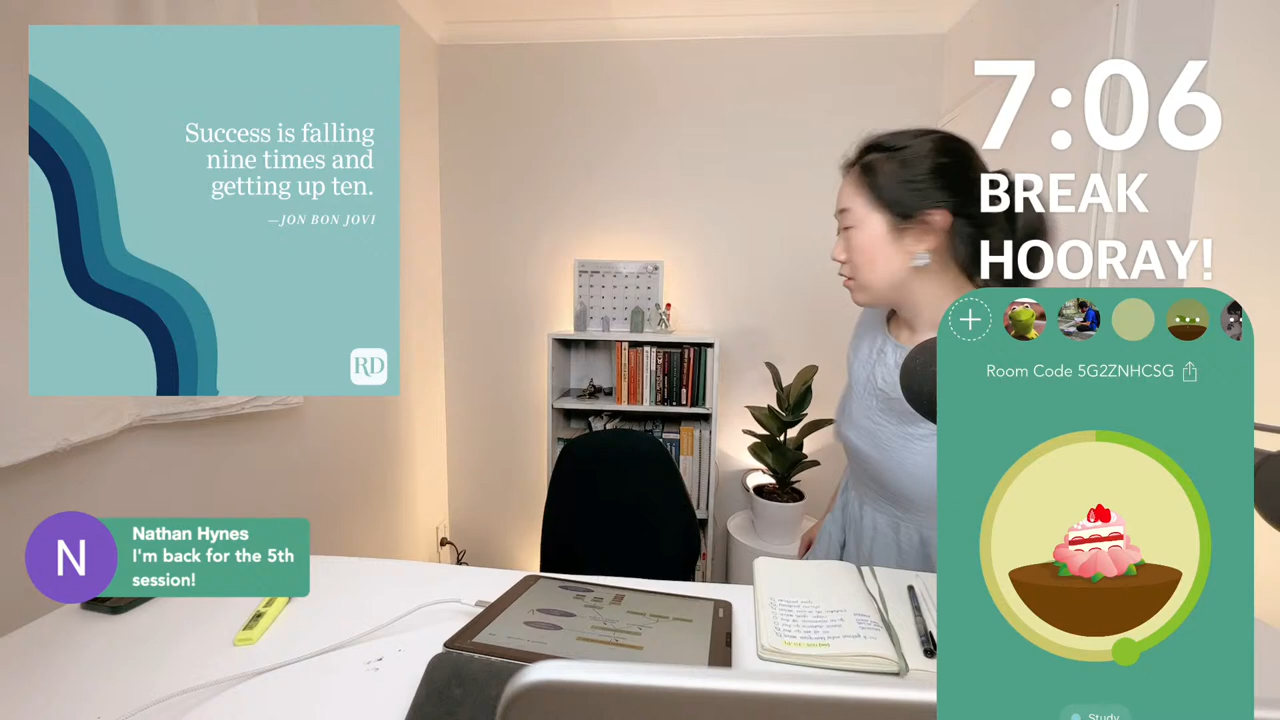 Success is falling
nine times and
getting up ten.
—JON BON JOVI
RD
7:06
BREAK
HOORAY!
Room Code 5G2ZNHCSG
N
Nathan Hynes
I'm back for the 5th
session!
Study